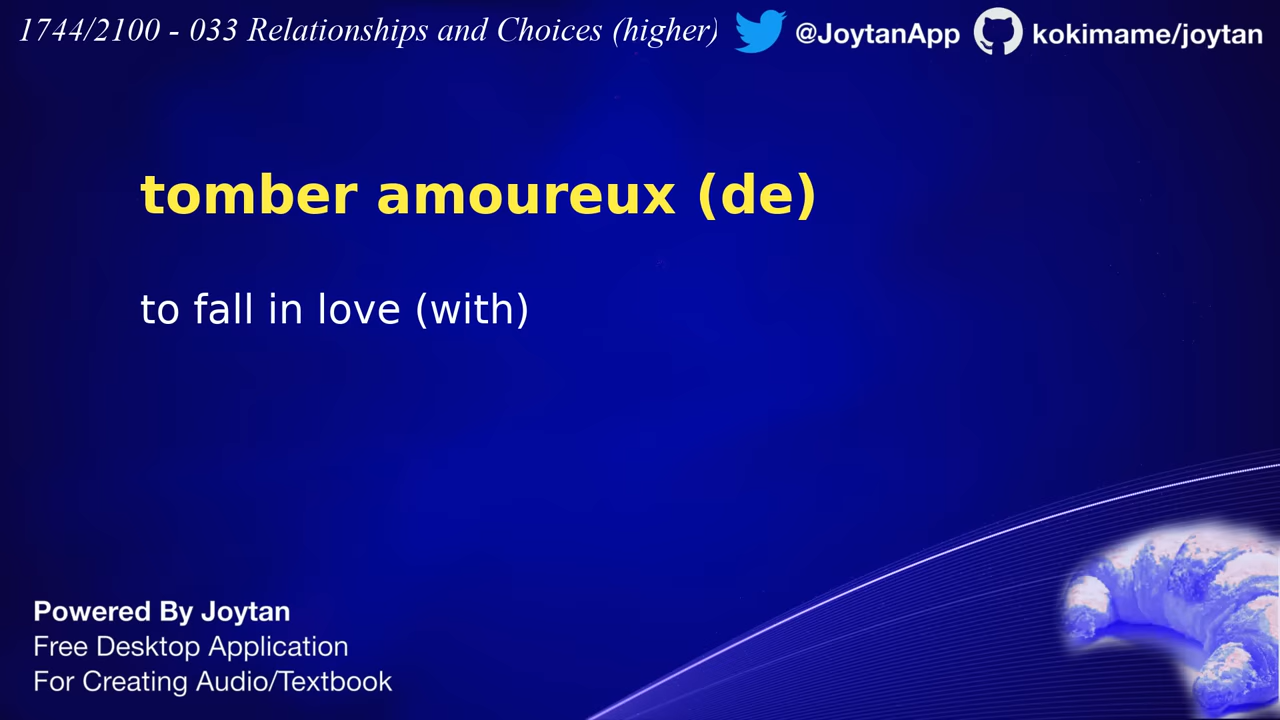 1744/2100 - 033 Relationships and Choices (higher)
@JoytanApp
kokimame/joytan
tomber amoureux (de)
to fall in love (with)
Powered By Joytan
Free Desktop Application
For Creating Audio/Textbook